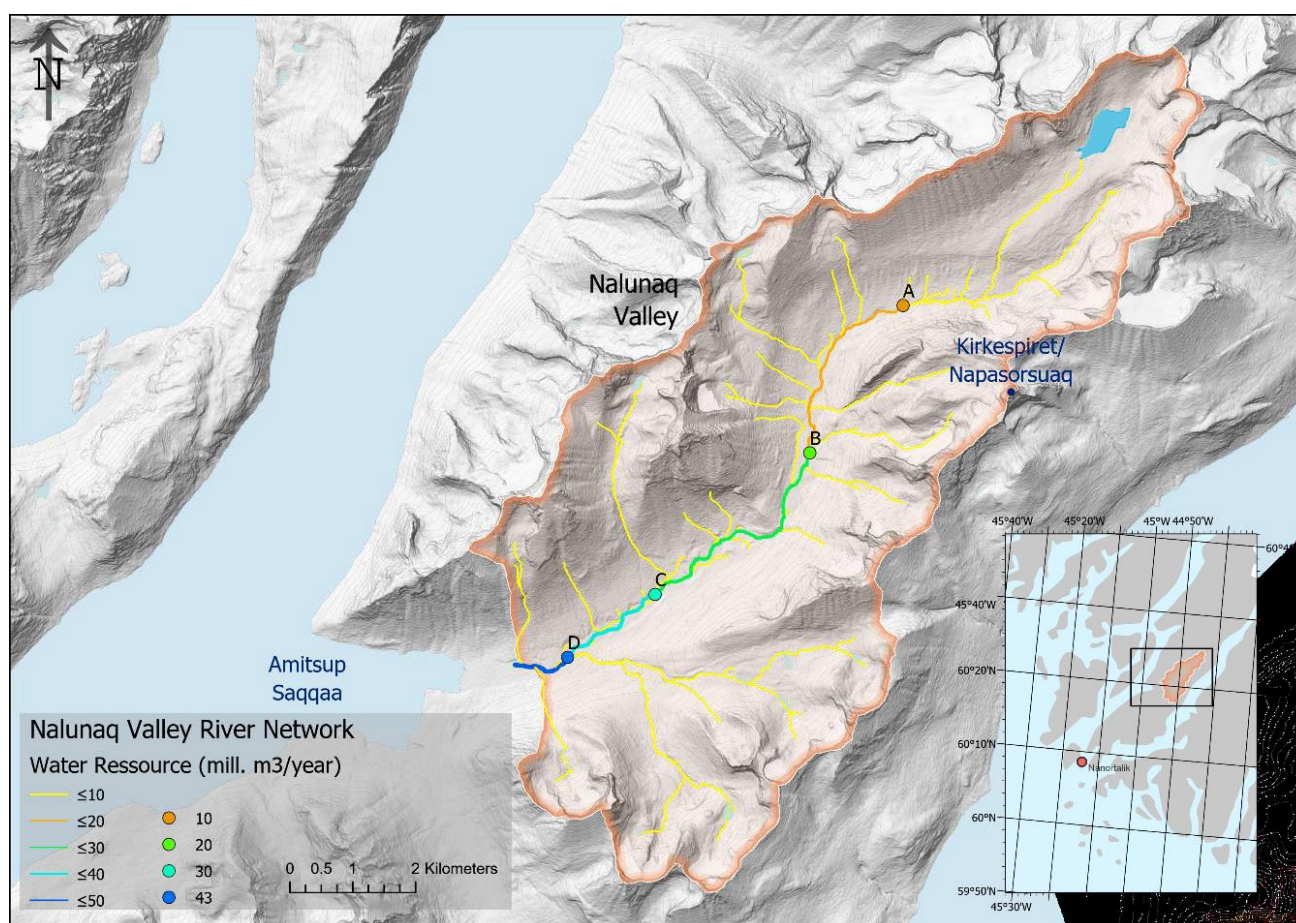 N
Nalunaq
Valley
A
Kirkespiret/
Napasorsuaq
B
C
D
Amitsup
Saqqaa
Nalunaq Valley River Network
Water Ressource (mill. m3/year)
≤10
≤20
≤30
≤40
≤50
10
20
30
43
0 0.5 1 2 Kilometers
45°40'W 45°20'W 45°W 44°50'W
45°40'W
60°20'N
60°10'N
60°N
59°50'N
45°30'W
Nanortalik